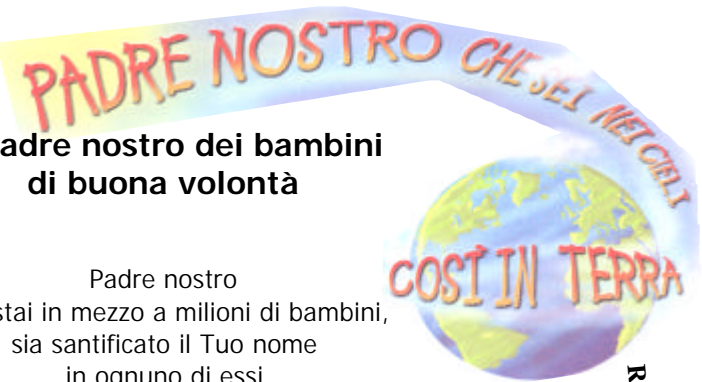 PADRE NOSTRO CHE SEI NEI CIELI
COSÌ IN TERRA
adre nostro dei bambini
di buona volontà
Padre nostro
stai in mezzo a milioni di bambini,
sia santificato il Tuo nome
in ognuno di essi
R